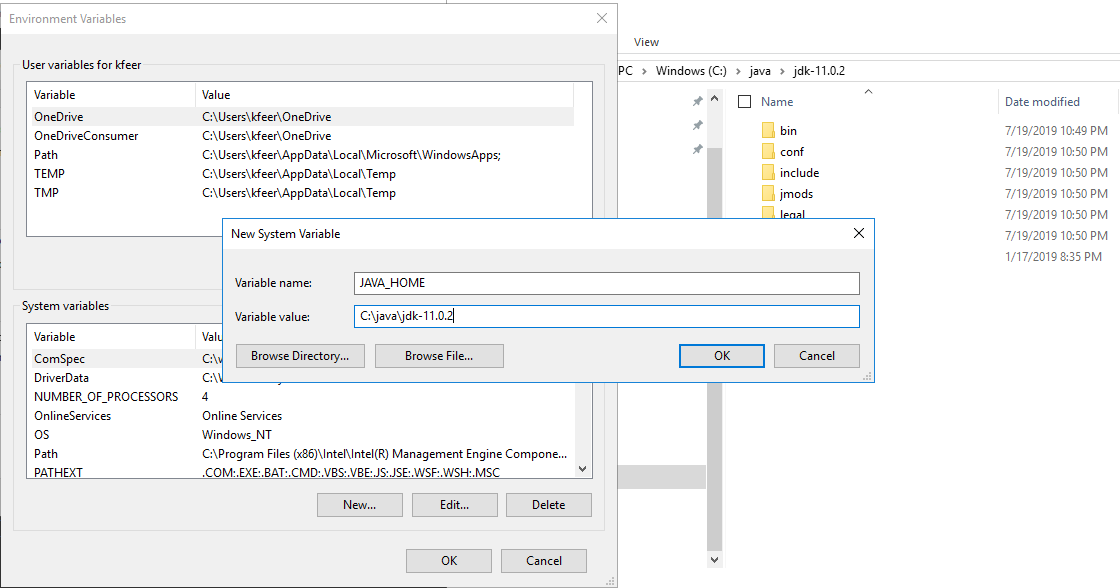 Environment Variables
User variables for kfeer
Variable Value
OneDrive C:\Users\kfeer\OneDrive
OneDriveConsumer C:\Users\kfeer\OneDrive
Path C:\Users\kfeer\AppData\Local\Microsoft\WindowsApps;
TEMP C:\Users\kfeer\AppData\Local\Temp
TMP C:\Users\kfeer\AppData\Local\Temp
View
PC > Windows (C:) > java > jdk-11.0.2
Name Date modified
bin 7/19/2019 10:49 PM
conf 7/19/2019 10:50 PM
include 7/19/2019 10:50 PM
jmods 7/19/2019 10:50 PM
legal 7/19/2019 10:50 PM
7/19/2019 10:50 PM
1/17/2019 8:35 PM
New System Variable
Variable name: JAVA_HOME
Variable value: C:\java\jdk-11.0.2
Browse Directory... Browse File... OK Cancel
System variables
Variable
ComSpec
DriverData
NUMBER_OF_PROCESSORS 4
OnlineServices Online Services
OS Windows_NT
Path C:\Program Files (x86)\Intel\Intel(R) Management Engine Compone...
PATHEXT .COM;.EXE;.BAT;.CMD;.VBS;.VBE;.JS;.JSE;.WSF;.WSH;.MSC
New... Edit... Delete
OK Cancel